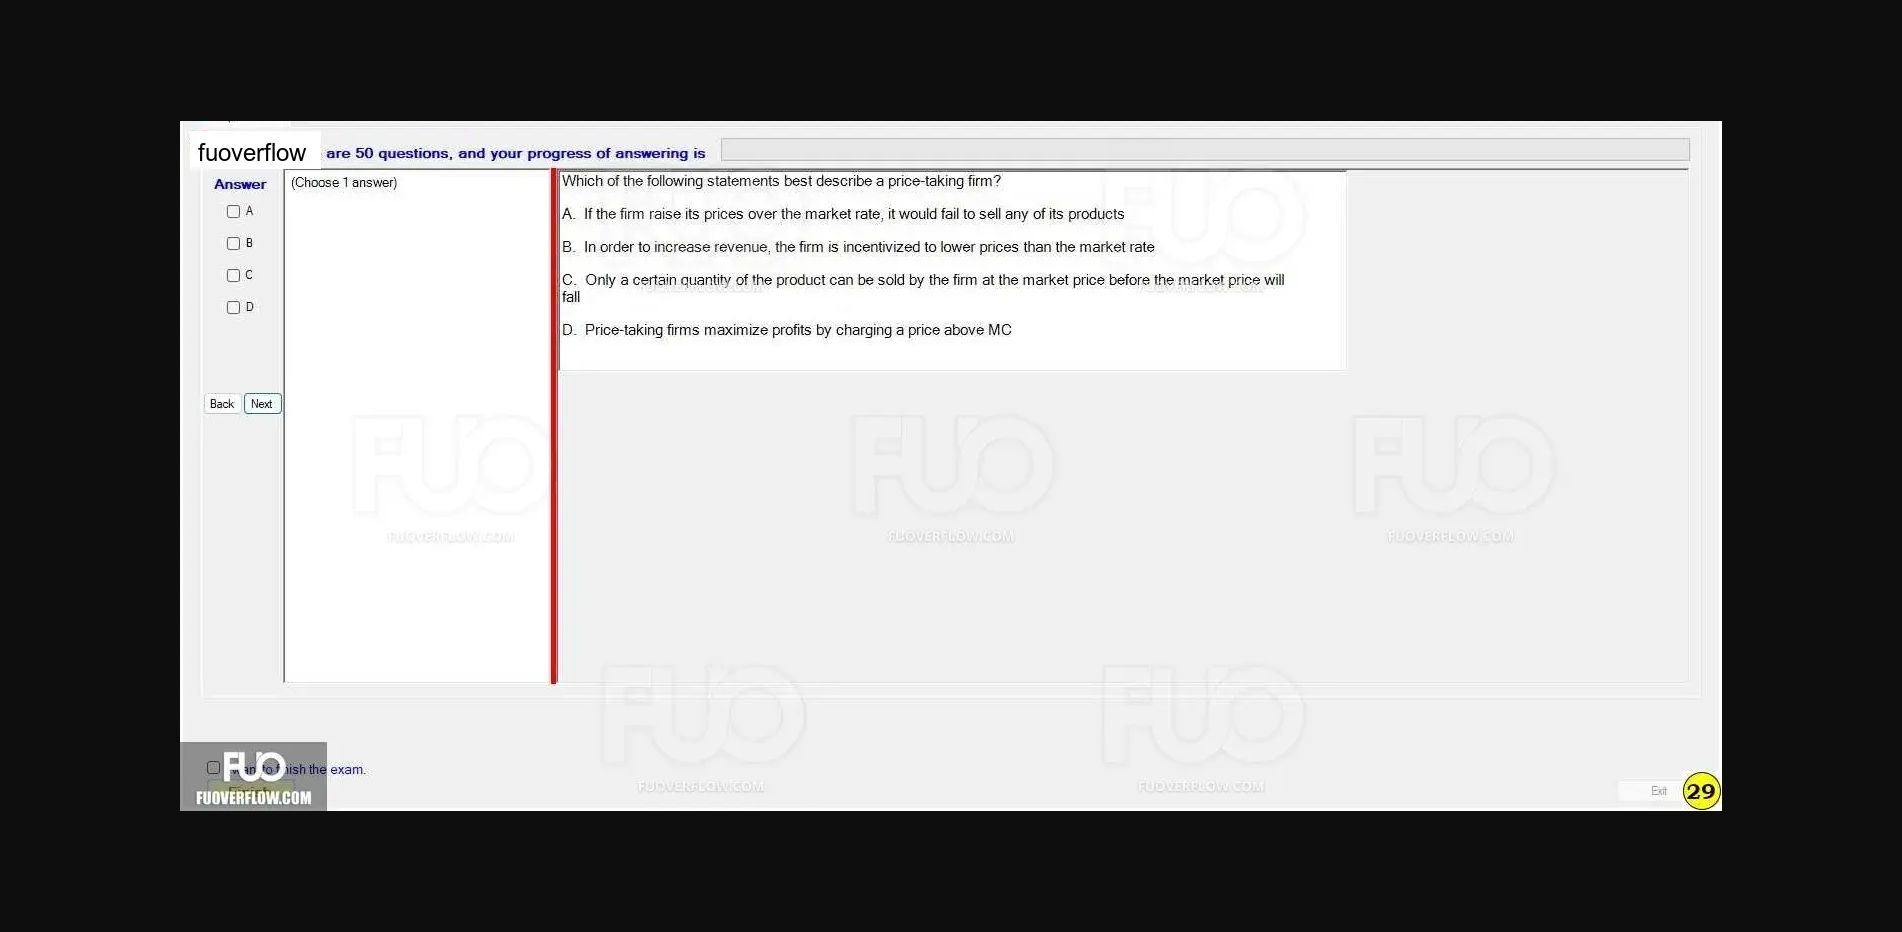 fuoverflow are 50 questions, and your progress of answering is
Answer
(Choose 1 answer)
A
B
C
D
Back Next
Which of the following statements best describe a price-taking firm?
A. If the firm raise its prices over the market rate, it would fail to sell any of its products
B. In order to increase revenue, the firm is incentivized to lower prices than the market rate
C. Only a certain quantity of the product can be sold by the firm at the market price before the market price will
fall
D. Price-taking firms maximize profits by charging a price above MC
FUOVERFLOW.COM FUOVERFLOW.COM
FUO FUO FUO
FUOVERFLOW.COM FUOVERFLOW.COM FUOVERFLOW.COM
FUO FUO
FUOVERFLOW.COM FUOVERFLOW.COM
FUO
the exam.
FUOVERFLOW.COM
Exit 29